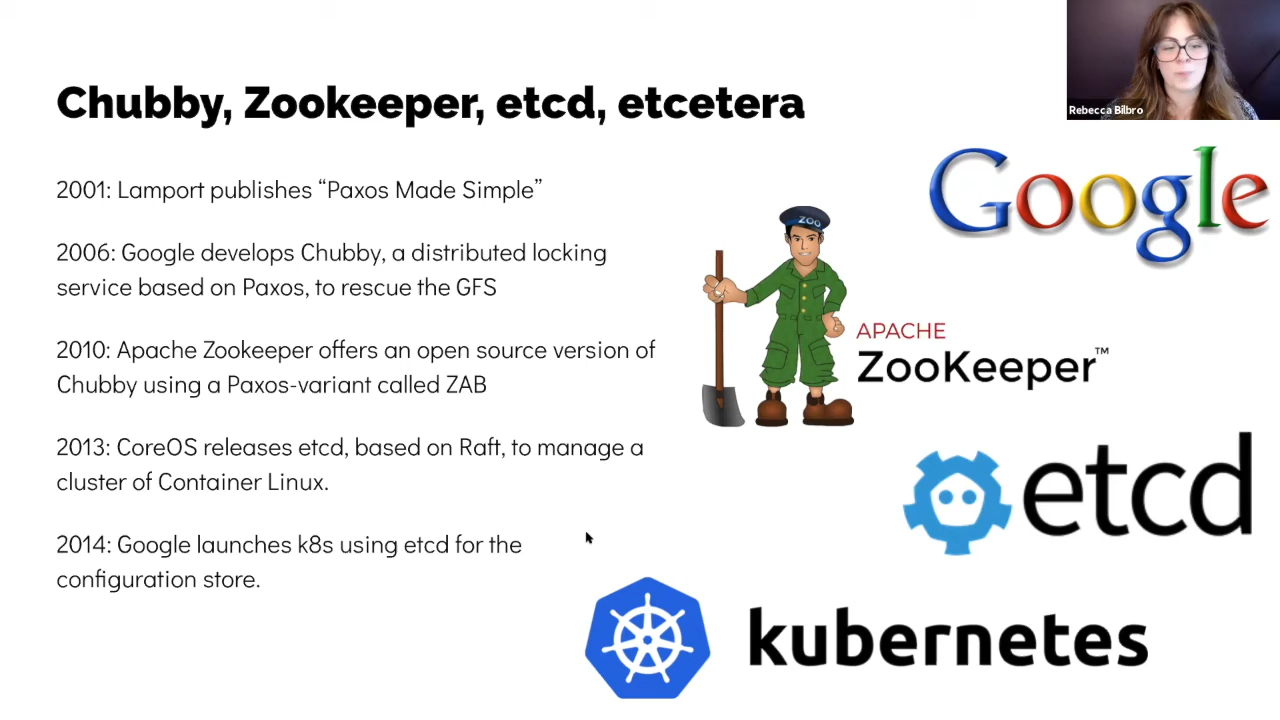 Chubby, Zookeeper, etcd, etcetera
Rebecca Bilbro
2001: Lamport publishes “Paxos Made Simple”
2006: Google develops Chubby, a distributed locking
service based on Paxos, to rescue the GFS
2010: Apache Zookeeper offers an open source version of
Chubby using a Paxos-variant called ZAB
2013: CoreOS releases etcd, based on Raft, to manage a
cluster of Container Linux.
2014: Google launches k8s using etcd for the
configuration store.
Google
ZOO
APACHE
ZooKeeper™
etcd
kubernetes